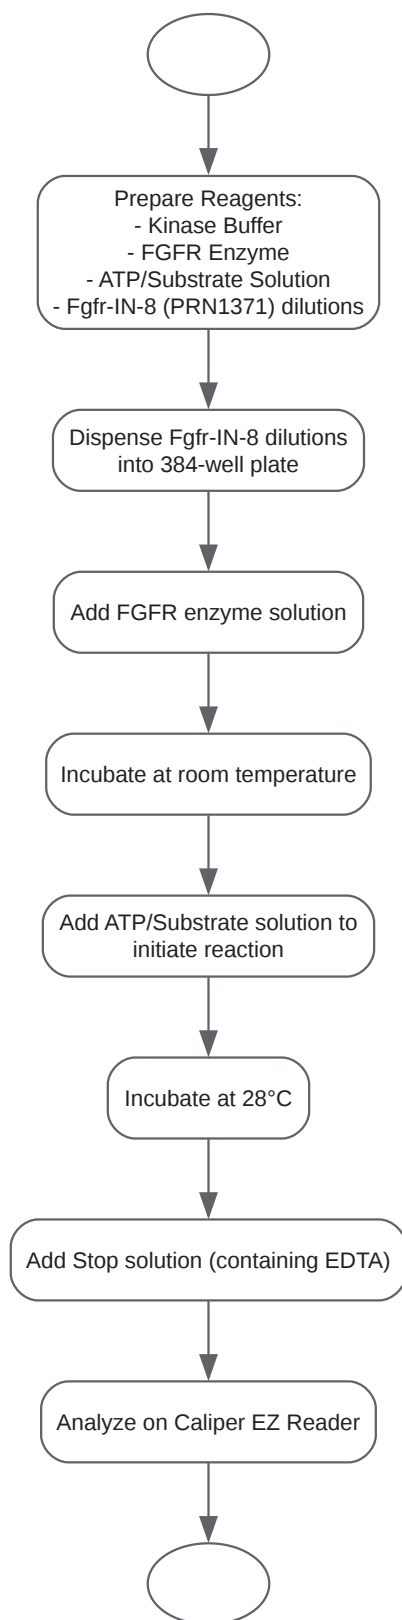 Prepare Reagents:
- Kinase Buffer
- FGFR Enzyme
- ATP/Substrate Solution
- Fgfr-IN-8 (PRN1371) dilutions
Dispense Fgfr-IN-8 dilutions
into 384-well plate
Add FGFR enzyme solution
Incubate at room temperature
Add ATP/Substrate solution to
initiate reaction
Incubate at 28°C
Add Stop solution (containing EDTA)
Analyze on Caliper EZ Reader